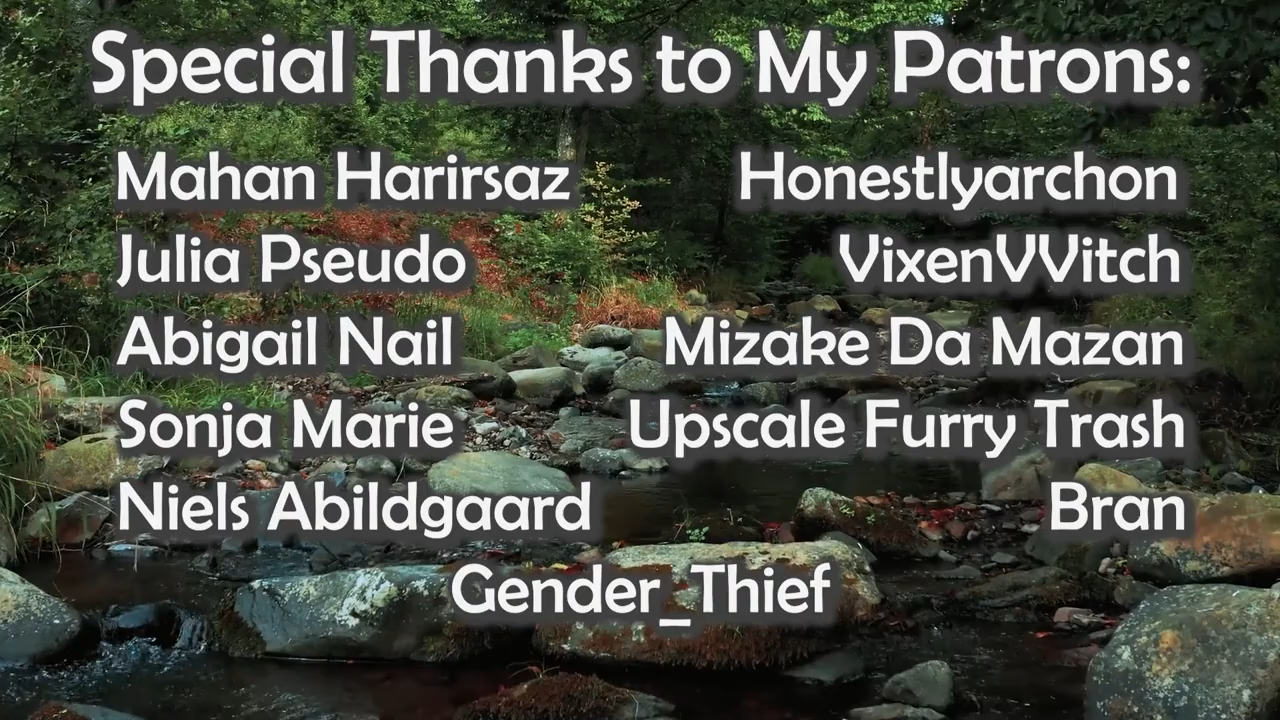 Special Thanks to My Patrons:
Mahan Harirsaz Honestlyarchon
Julia Pseudo VixenVVitch
Abigail Nail Mizake Da Mazan
Sonja Marie Upscale Furry Trash
Niels Abildgaard Bran
Gender_Thief